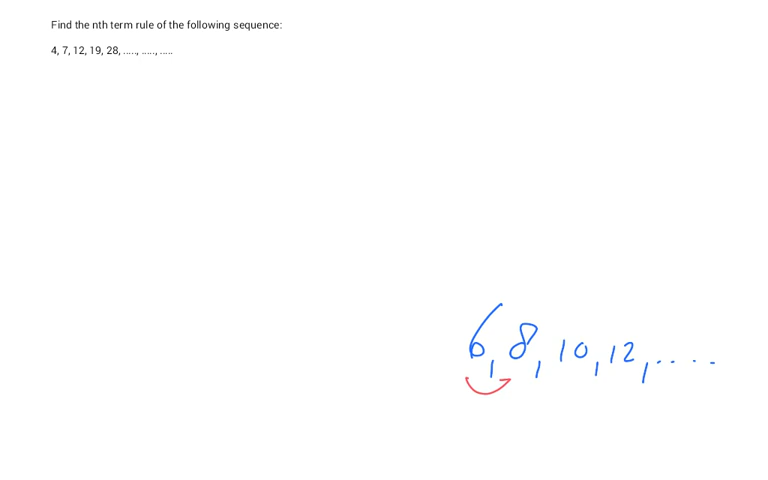 Find the nth term rule of the following sequence:
4, 7, 12, 19, 28, ....., ....., .....
6, 8, 10, 12, ....